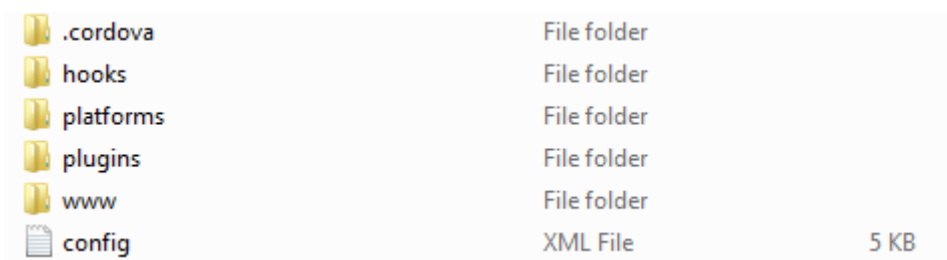 .cordova File folder
hooks File folder
platforms File folder
plugins File folder
www File folder
config XML File 5 KB